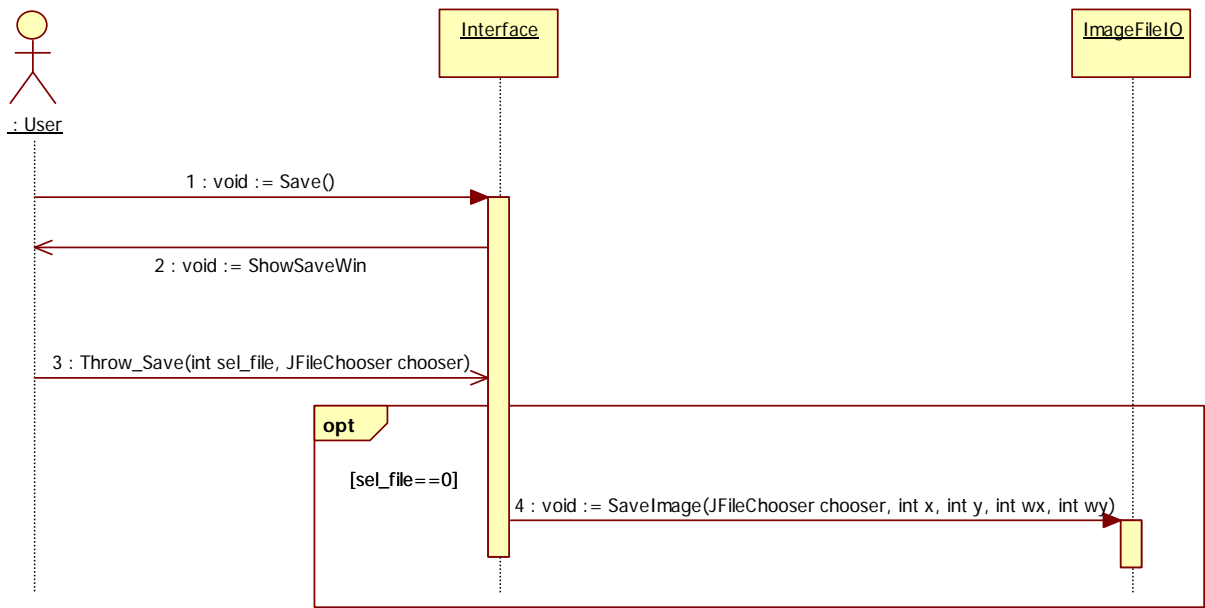 Interface
ImageFileIO
: User
1 : void := Save()
2 : void := ShowSaveWin
3 : Throw_Save(int sel_file, JFileChooser chooser)
opt
[sel_file==0]
4 : void := SaveImage(JFileChooser chooser, int x, int y, int wx, int wy)